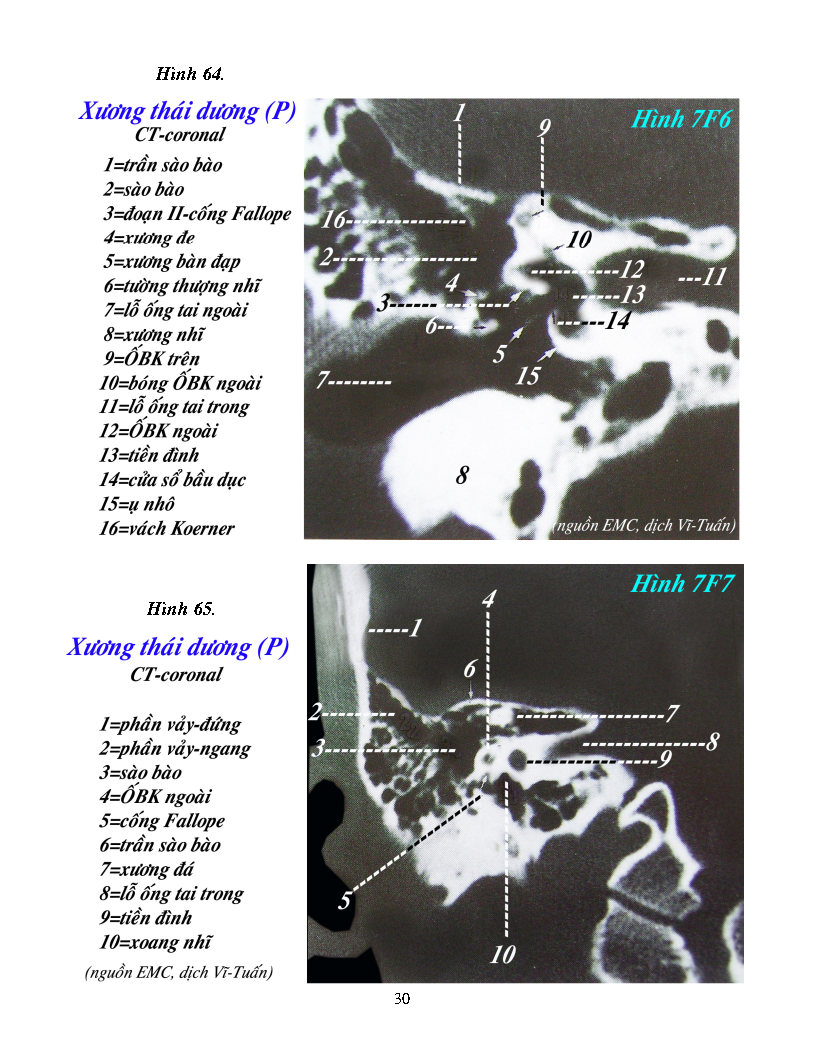 Hình 64.
Xương thái dương (P)
CT-coronal
1=trần sào bào
2=sào bào
3=đoạn II-cống Fallope
4=xương đe
5=xương bàn đạp
6=tường thượng nhĩ
7=lỗ ống tai ngoài
8=xương nhĩ
9=ỐBK trên
10=bóng ỐBK ngoài
11=lỗ ống tai trong
12=ỐBK ngoài
13=tiền đình
14=cửa sổ bầu dục
15=ụ nhô
16=vách Koerner
Hình 7F6
1
9
16
10
2
12
11
4
3
13
6
14
5
7
15
8
(nguồn EMC, dịch Vĩ-Tuấn)
Hình 65.
Xương thái dương (P)
CT-coronal
1=phần vảy-đứng
2=phần vảy-ngang
3=sào bào
4=ỐBK ngoài
5=cống Fallope
6=trần sào bào
7=xương đá
8=lỗ ống tai trong
9=tiền đình
10=xoang nhĩ
(nguồn EMC, dịch Vĩ-Tuấn)
Hình 7F7
4
1
6
2
7
3
8
9
5
10
30